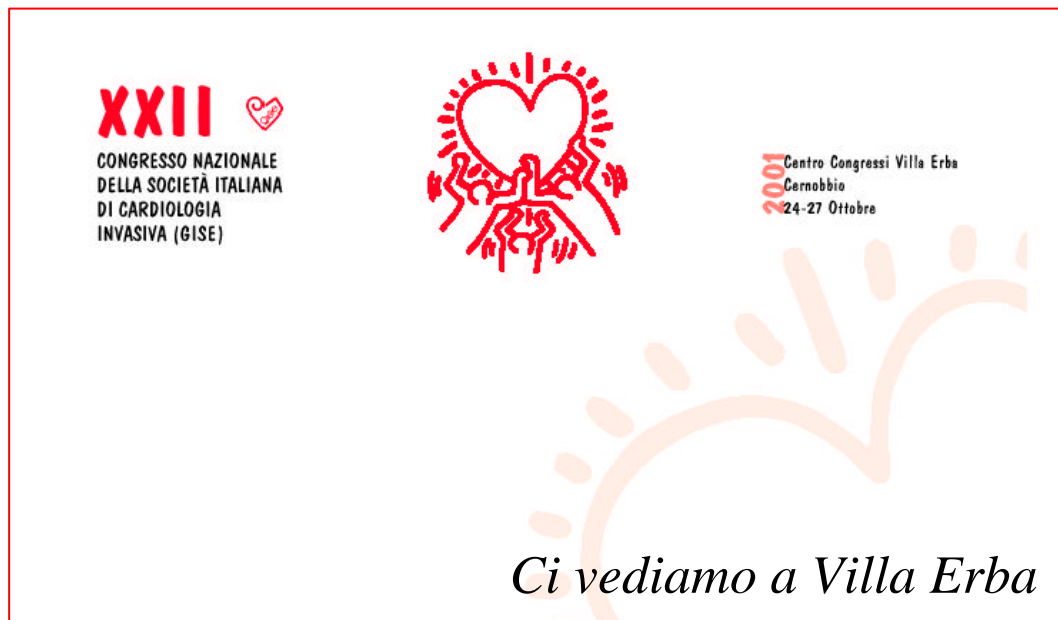 XXII
CONGRESSO NAZIONALE
DELLA SOCIETÀ ITALIANA
DI CARDIOLOGIA
INVASIVA (GISE)
2001
Centro Congressi Villa Erba
Cernobbio
24-27 Ottobre
Ci vediamo a Villa Erba